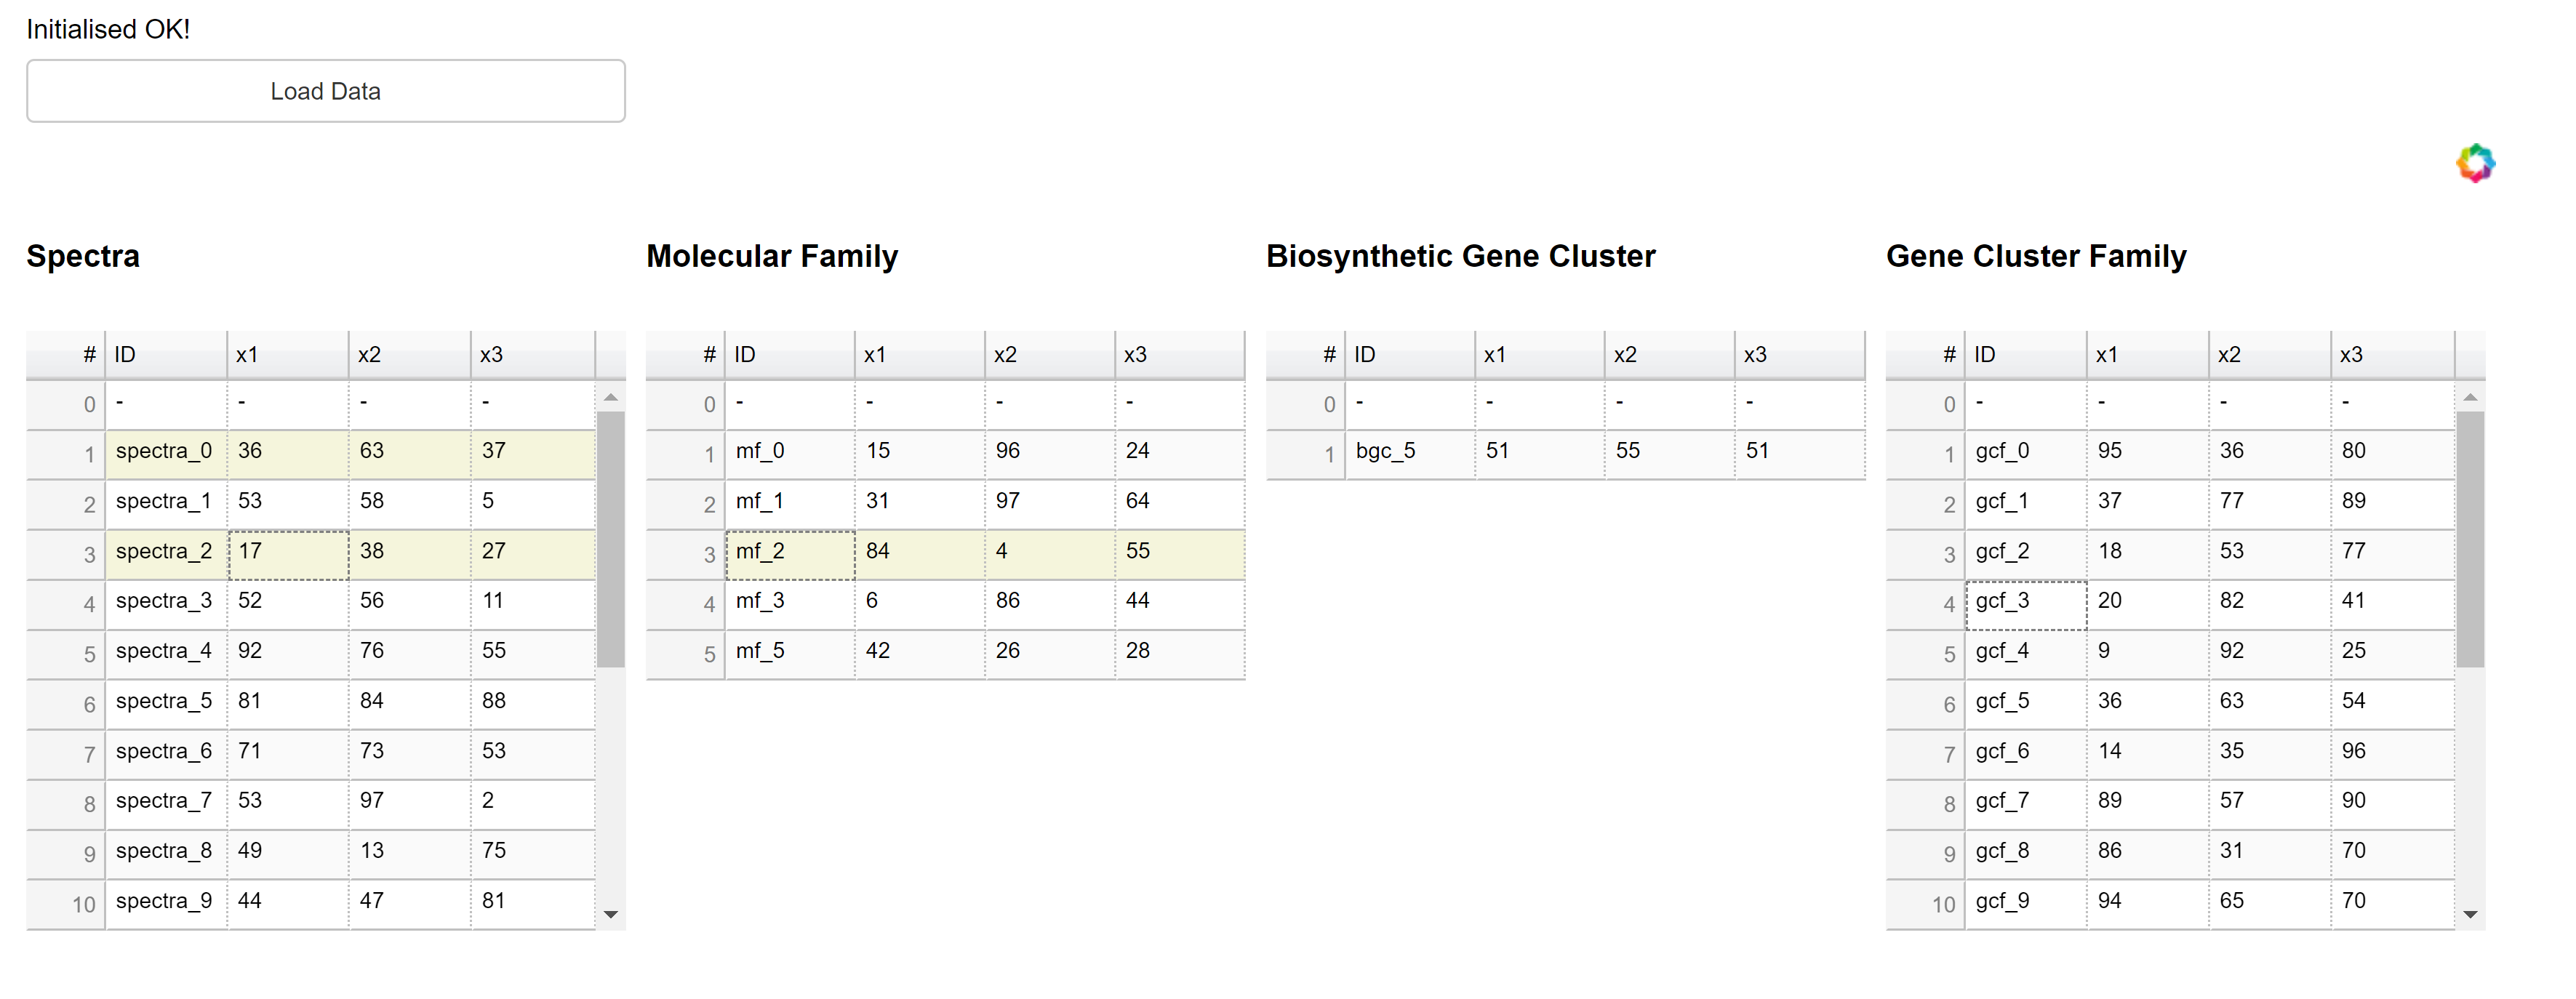 Initialised OK!
Load Data
Spectra
# ID x1 x2 x3
0 - - - -
1 spectra_0 36 63 37
2 spectra_1 53 58 5
3 spectra_2 17 38 27
4 spectra_3 52 56 11
5 spectra_4 92 76 55
6 spectra_5 81 84 88
7 spectra_6 71 73 53
8 spectra_7 53 97 2
9 spectra_8 49 13 75
10 spectra_9 44 47 81
Molecular Family
# ID x1 x2 x3
0 - - - -
1 mf_0 15 96 24
2 mf_1 31 97 64
3 mf_2 84 4 55
4 mf_3 6 86 44
5 mf_5 42 26 28
Biosynthetic Gene Cluster
# ID x1 x2 x3
0 - - - -
1 bgc_5 51 55 51
Gene Cluster Family
# ID x1 x2 x3
0 - - - -
1 gcf_0 95 36 80
2 gcf_1 37 77 89
3 gcf_2 18 53 77
4 gcf_3 20 82 41
5 gcf_4 9 92 25
6 gcf_5 36 63 54
7 gcf_6 14 35 96
8 gcf_7 89 57 90
9 gcf_8 86 31 70
10 gcf_9 94 65 70